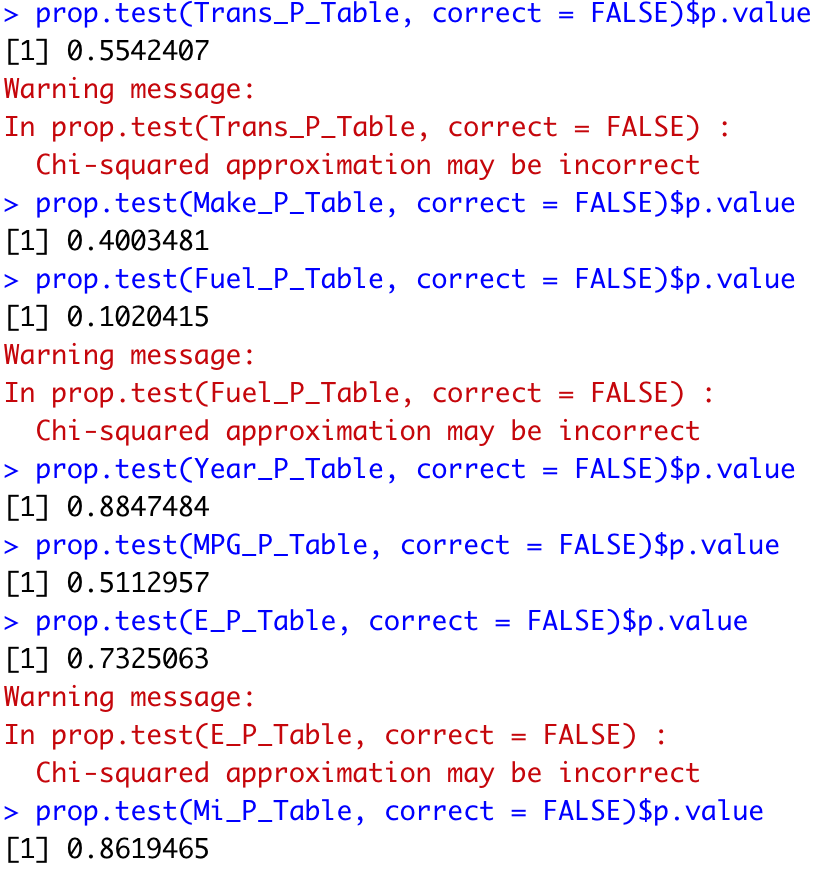 > prop.test(Trans_P_Table, correct = FALSE)$p.value
[1] 0.5542407
Warning message:
In prop.test(Trans_P_Table, correct = FALSE) :
  Chi-squared approximation may be incorrect
> prop.test(Make_P_Table, correct = FALSE)$p.value
[1] 0.4003481
> prop.test(Fuel_P_Table, correct = FALSE)$p.value
[1] 0.1020415
Warning message:
In prop.test(Fuel_P_Table, correct = FALSE) :
  Chi-squared approximation may be incorrect
> prop.test(Year_P_Table, correct = FALSE)$p.value
[1] 0.8847484
> prop.test(MPG_P_Table, correct = FALSE)$p.value
[1] 0.5112957
> prop.test(E_P_Table, correct = FALSE)$p.value
[1] 0.7325063
Warning message:
In prop.test(E_P_Table, correct = FALSE) :
  Chi-squared approximation may be incorrect
> prop.test(Mi_P_Table, correct = FALSE)$p.value
[1] 0.8619465